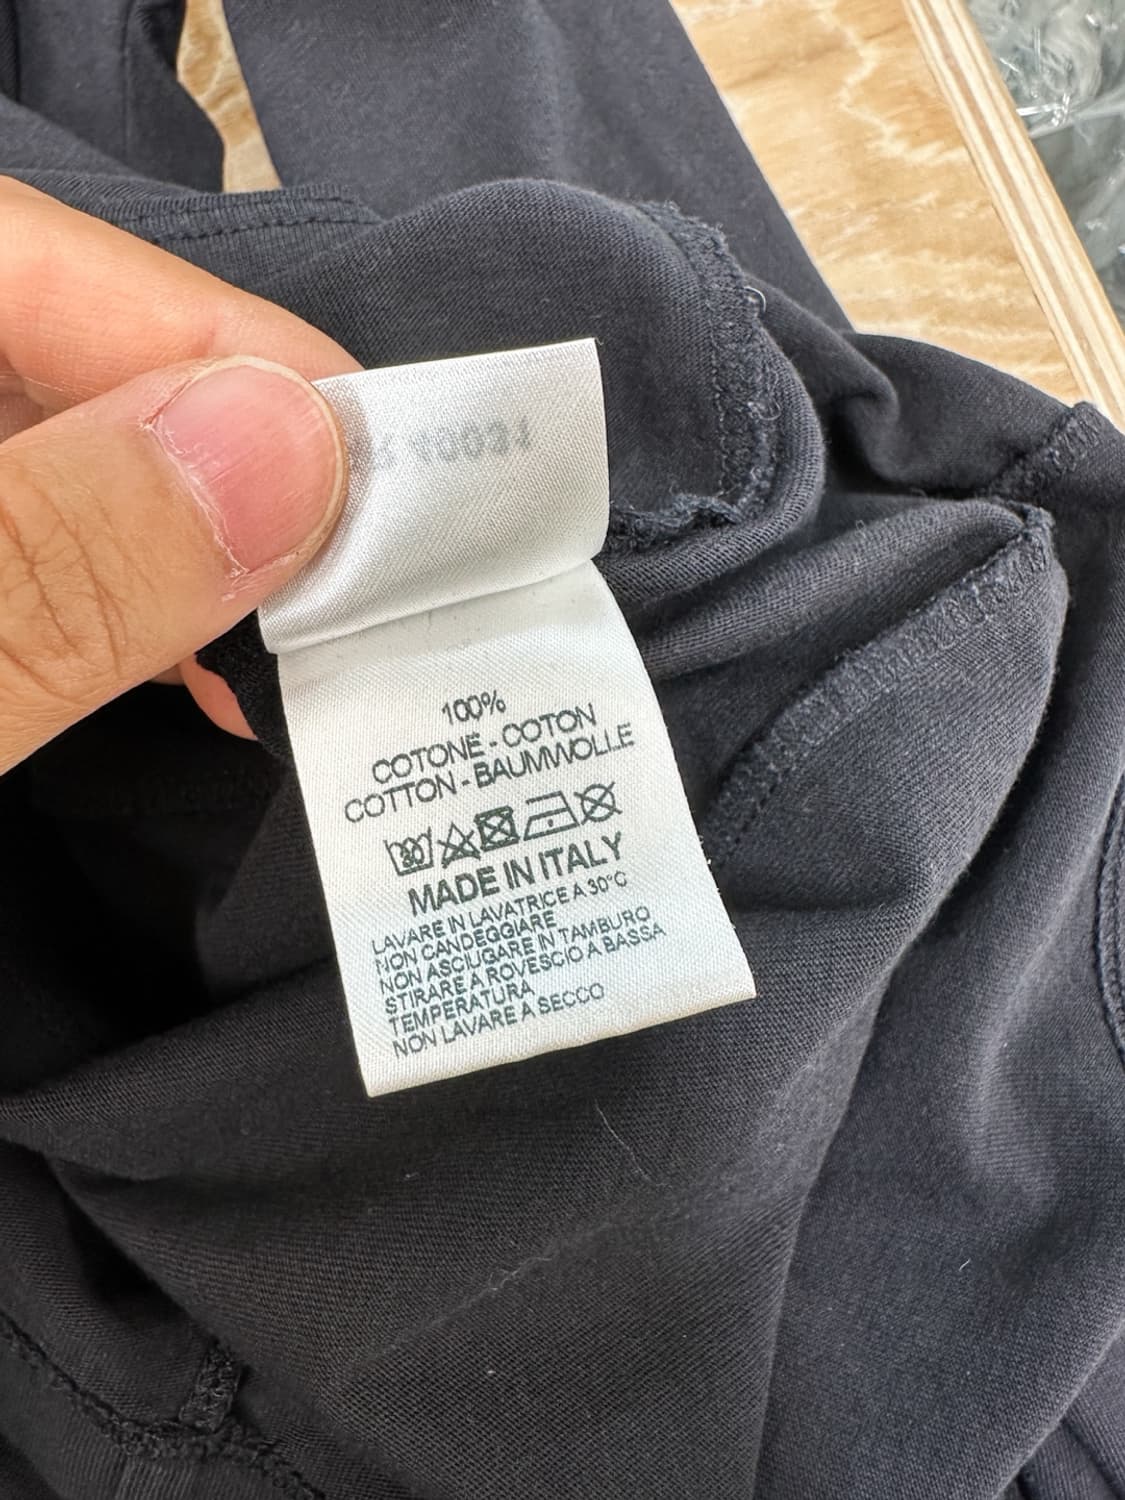 100%
COTONE - COTON
COTTON - BAUMWOLLE
30
MADE IN ITALY
LAVARE IN LAVATRICE A 30°C
NON CANDEGGIARE
NON ASCIUGARE IN TAMBURO
STIRARE A ROVESCIO A BASSA
TEMPERATURA
NON LAVARE A SECCO